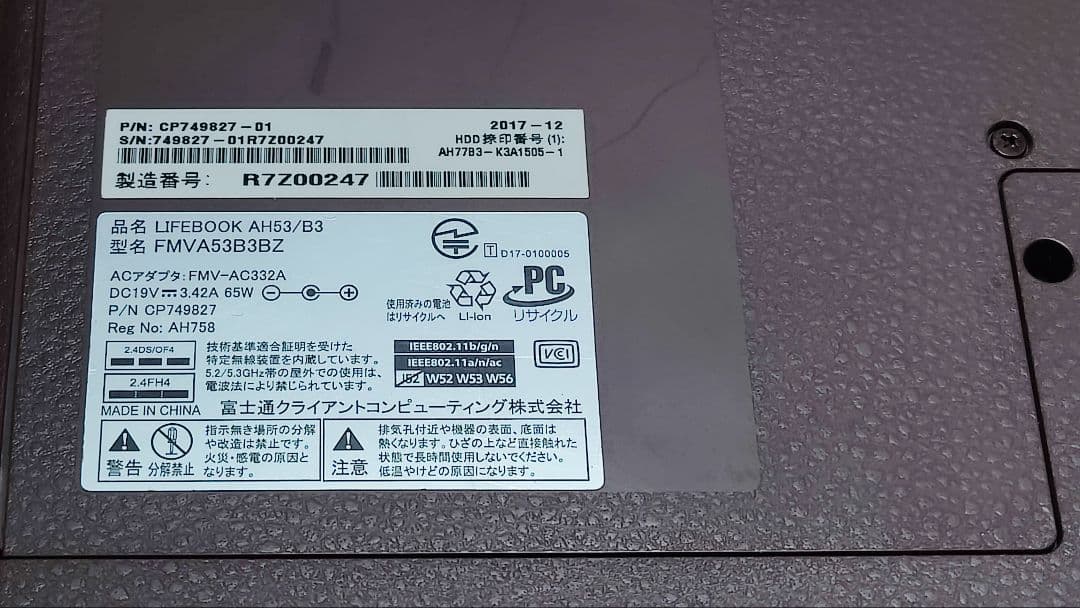 P/N: CP749827-01
S/N:749827-01R7Z00247
2017-12
HDD捺印番号(1):
AH77B3-K3A1505-1
製造番号: R7Z00247
品名 LIFEBOOK AH53/B3
型名 FMVA53B3BZ
T D17-0100005
ACアダプタ:FMV-AC332A
DC19V 3.42A 65W
P/N CP749827
Reg No: AH758
使用済みの電池
はリサイクルへ
Li-ion
PC
リサイクル
2.4DS/OF4
2.4FH4
技術基準適合証明を受けた
特定無線装置を内蔵しています。
5.2/5.3GHz帯の屋外での使用は、
電波法により禁じられています。
IEEE802.11b/g/n
IEEE802.11a/n/ac
J52 W52 W53 W56
VCI
MADE IN CHINA
富士通クライアントコンピューティング株式会社
警告
分解禁止
指示無き場所の分解
や改造は禁止です。
火災・感電の原因と
なります。
注意
排気孔付近や機器の表面、底面は
熱くなります。ひざの上など直接触れた
状態で長時間使用しないでください。
低温やけどの原因になります。